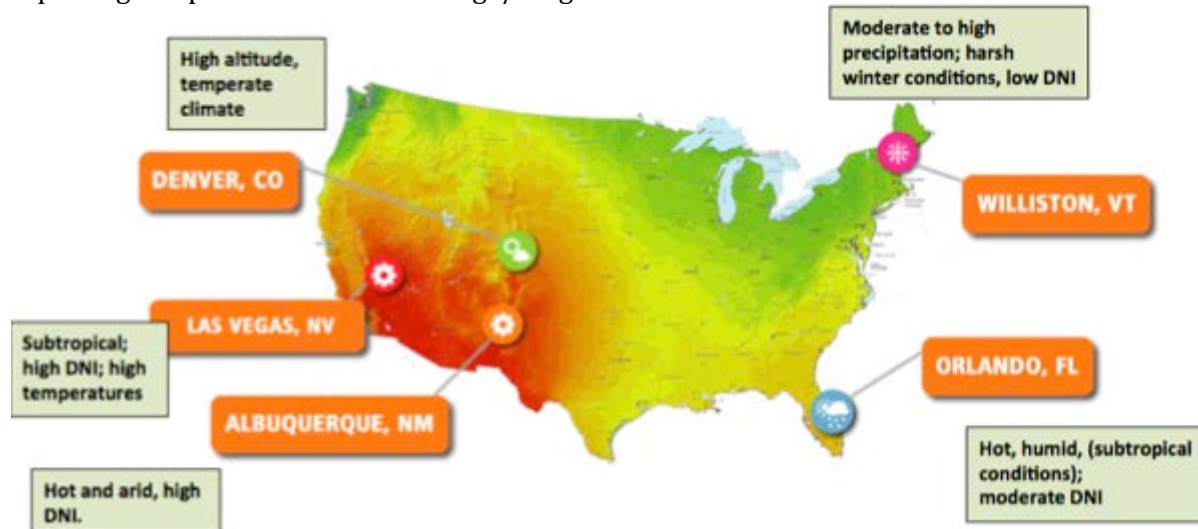 High altitude,
temperate
climate
Moderate to high
precipitation; harsh
winter conditions, low DNI
DENVER, CO
WILLISTON, VT
LAS VEGAS, NV
Subtropical;
high DNI; high
temperatures
ORLANDO, FL
ALBUQUERQUE, NM
Hot, humid, (subtropical
conditions);
moderate DNI
Hot and arid, high
DNI.